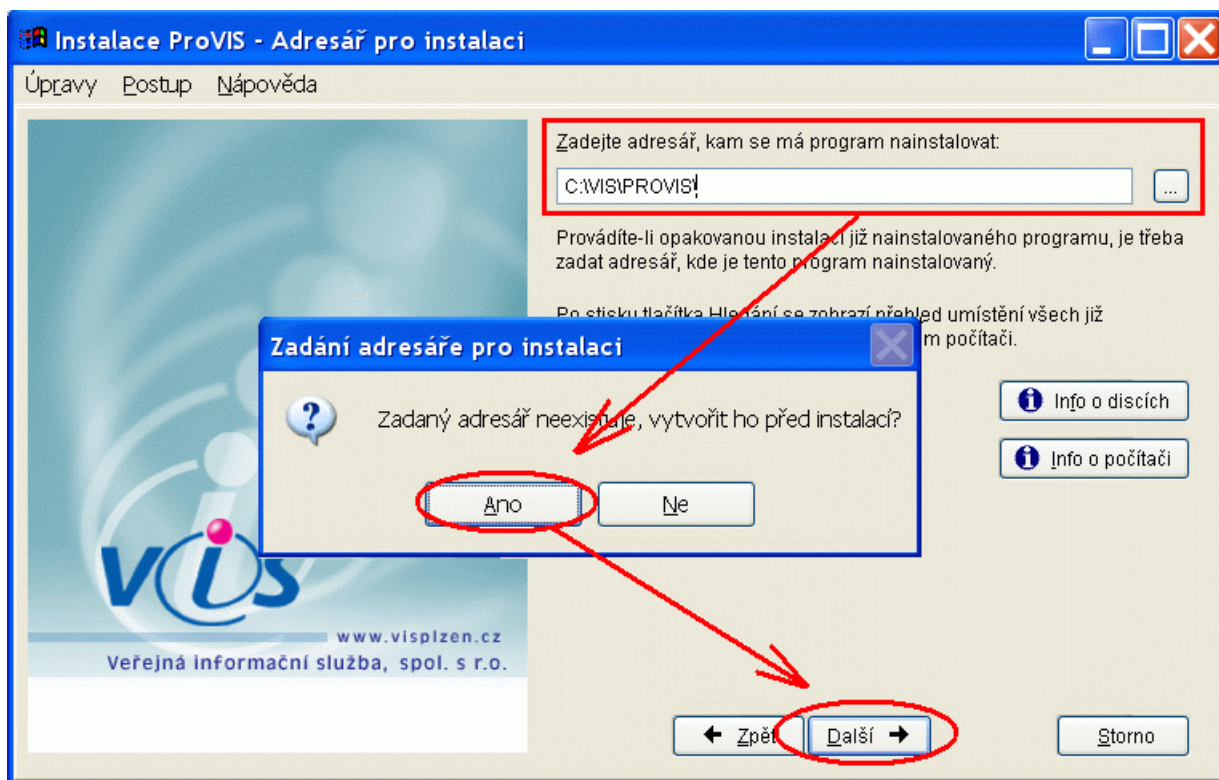 Instalace ProVIS - Adresář pro instalaci
Úpravy Postup Nápověda
Zadejte adresář, kam se má program nainstalovat:
C:\VIS\PROVIS\
...
Provádíte-li opakovanou instalaci již nainstalovaného programu, je třeba
zadat adresář, kde je tento program nainstalovaný.
Po stisku tlačítka Hledání se zobrazí přehled umístění všech již
m počítači.
Zadání adresáře pro instalaci
Zadaný adresář neexistuje, vytvořit ho před instalací?
Ano Ne
Info o discích
Info o počítači
vis
www.visplzen.cz
Veřejná informační služba, spol. s r.o.
Zpět Další Storno